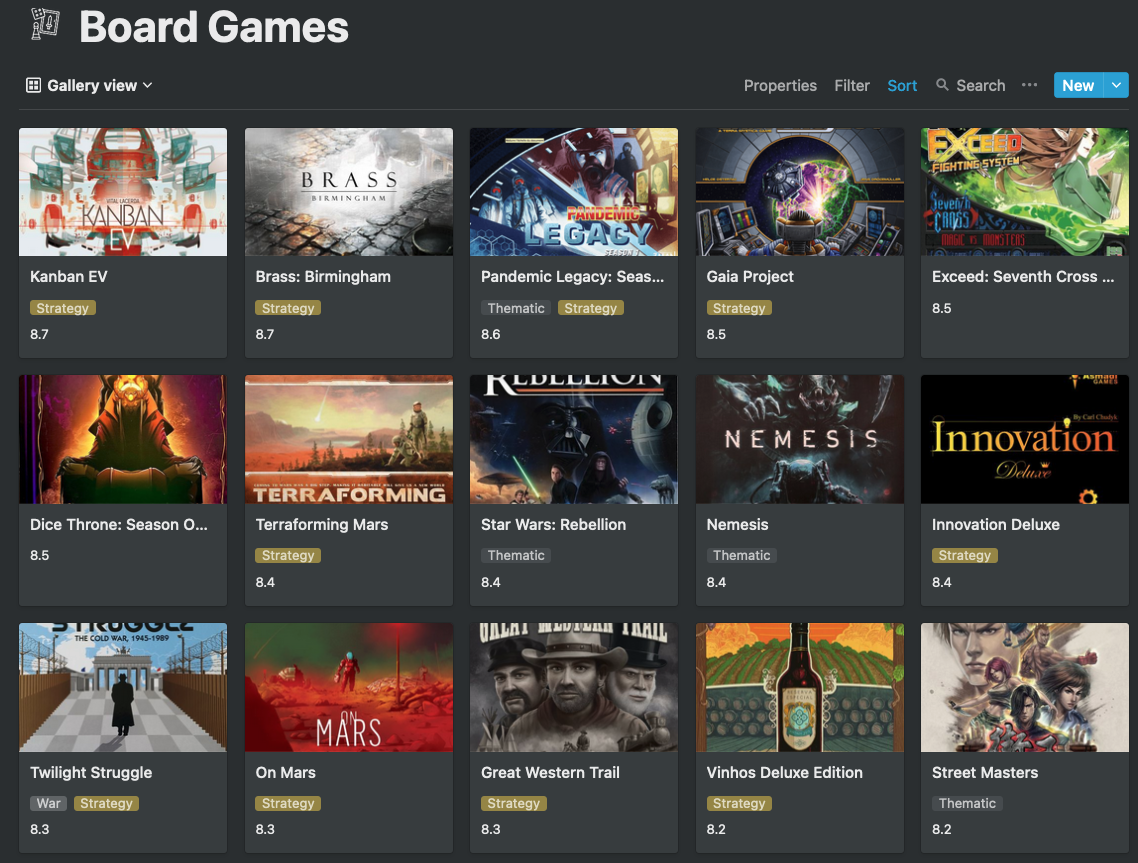 Board Games
Gallery view
Properties Filter Sort Search ··· New
VITAL LACERDA
KANBAN
EV
BRASS
BIRMINGHAM
PANDEMIC
LEGACY
EXCEED
FIGHTING SYSTEM
Seventh
CROSS
MAGIC VS MONSTERS
Kanban EV
Brass: Birmingham
Pandemic Legacy: Seas...
Gaia Project
Exceed: Seventh Cross ...
Strategy
Strategy
Thematic Strategy
Strategy
8.5
8.7
8.7
8.6
8.5
TERRAFORMING
REBELLION
NEMESIS
Asmadi
GAMES
By Carl Chudyk
Innovation
Deluxe
Dice Throne: Season O...
Terraforming Mars
Star Wars: Rebellion
Nemesis
Innovation Deluxe
8.5
Strategy
Thematic
Thematic
Strategy
8.4
8.4
8.4
8.4
STRUGGLE
THE COLD WAR, 1945-1989
ON
MARS
GREAT WESTERN TRAIL
RESERVA
ESPECIAL
Twilight Struggle
On Mars
Great Western Trail
Vinhos Deluxe Edition
Street Masters
War Strategy
Strategy
Strategy
Strategy
Thematic
8.3
8.3
8.3
8.2
8.2